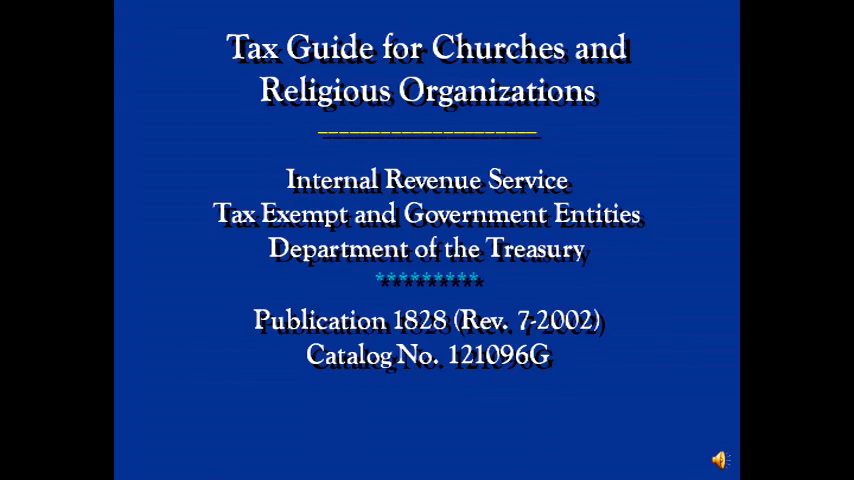 Tax Guide for Churches and
Religious Organizations
Internal Revenue Service
Tax Exempt and Government Entities
Department of the Treasury
*********
Publication 1828 (Rev. 7-2002)
Catalog No. 121096G